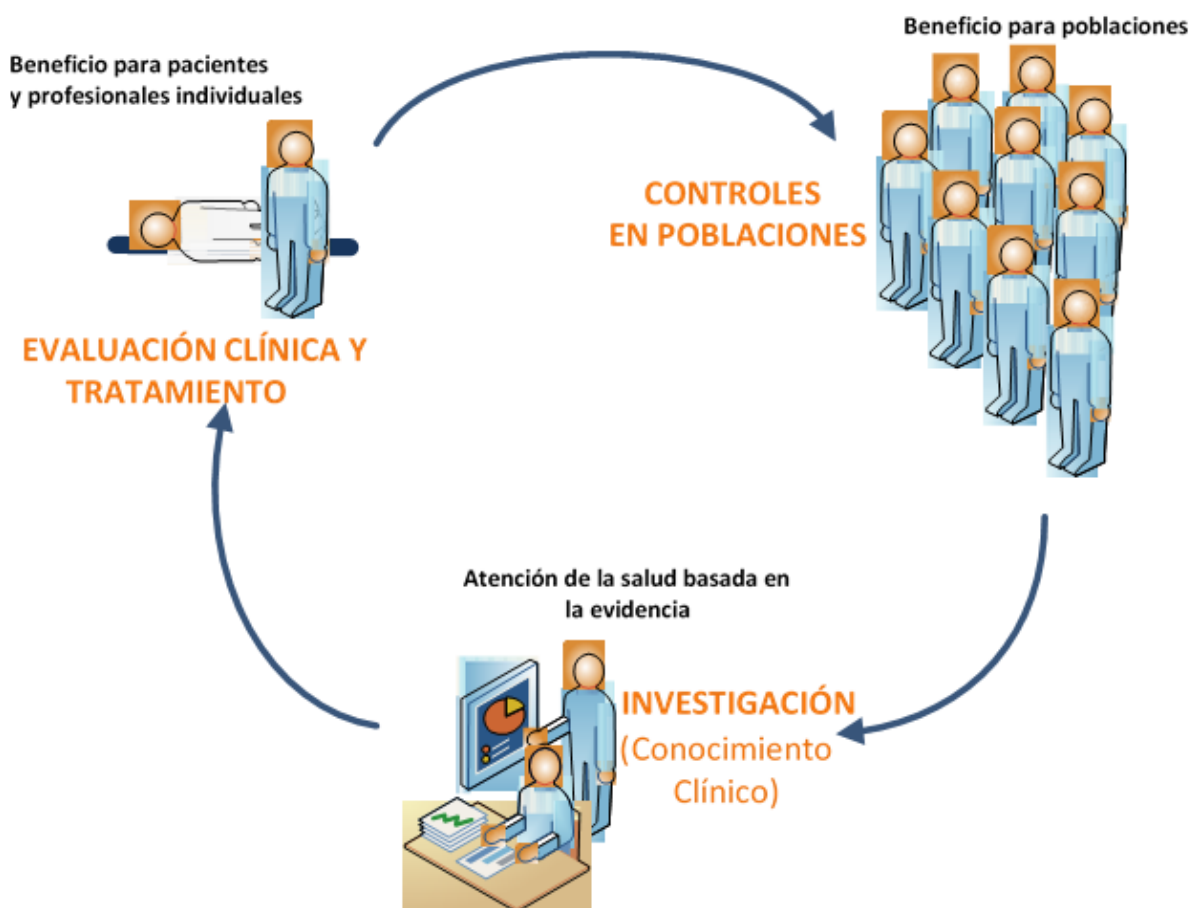 Beneficio para poblaciones
Beneficio para pacientes
y profesionales individuales
CONTROLES
EN POBLACIONES
EVALUACIÓN CLÍNICA Y
TRATAMIENTO
Atención de la salud basada en
la evidencia
INVESTIGACIÓN
(Conocimiento
Clínico)